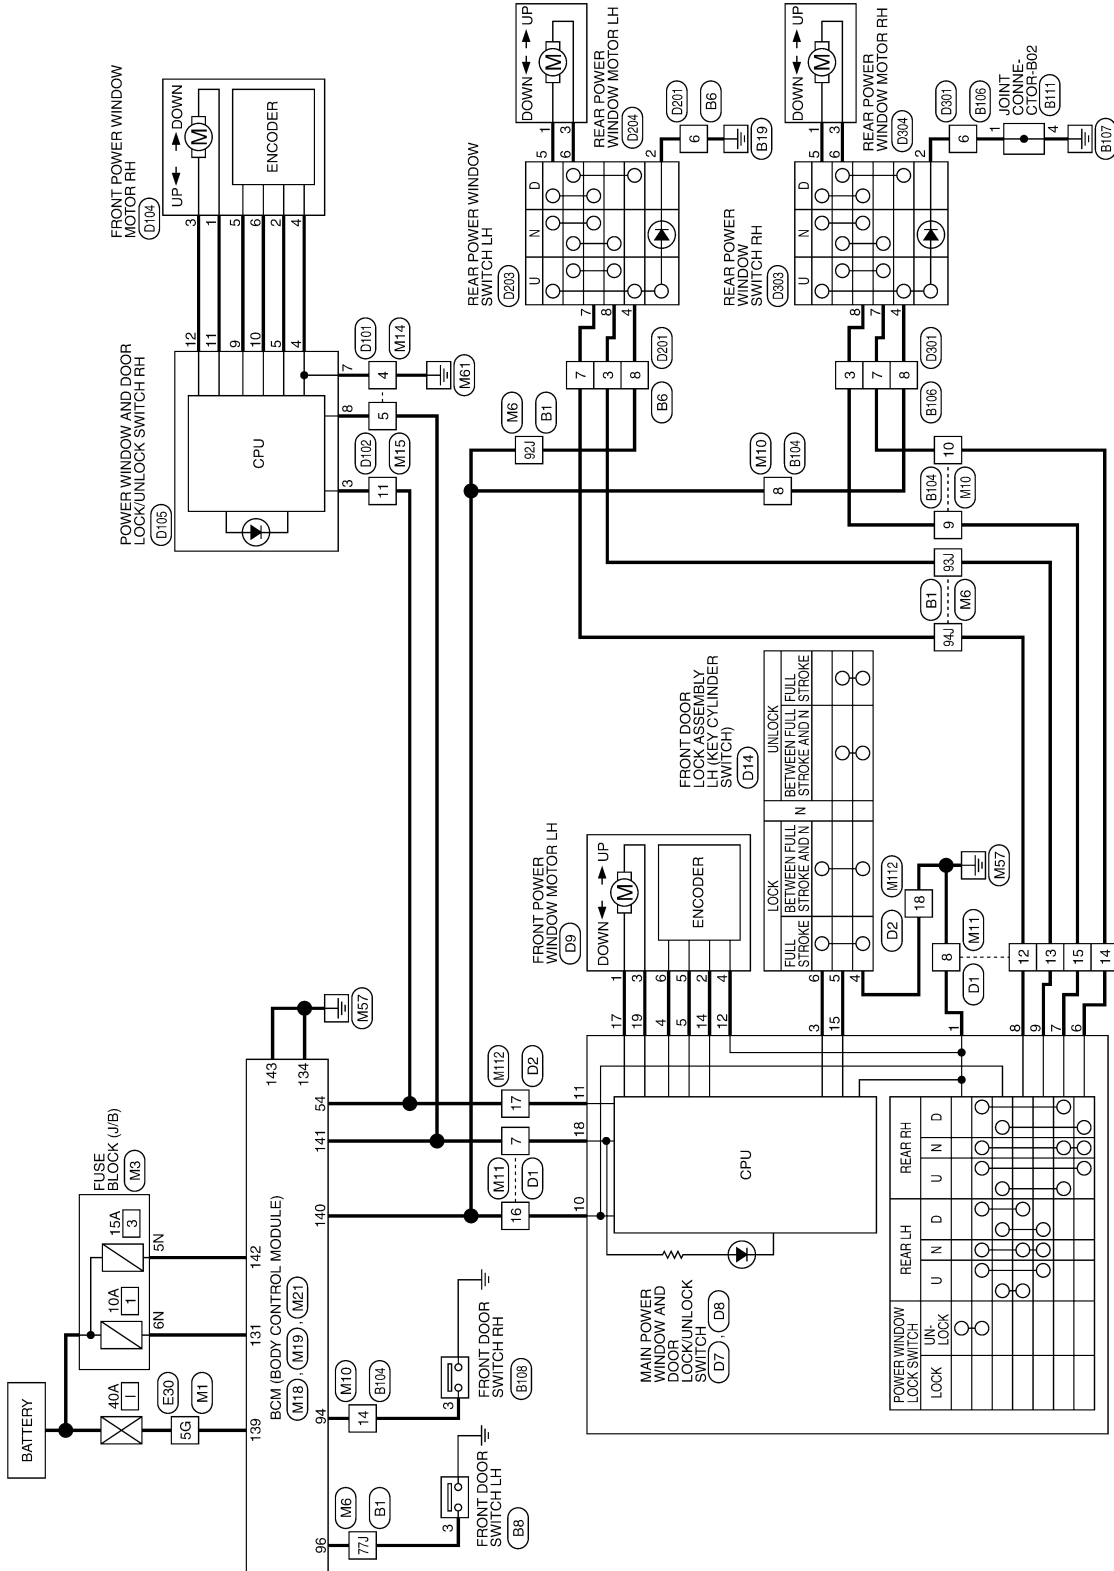 BATTERY
40A
I
E30
5G
M1
FUSE
BLOCK (J/B)
M3
10A
1
15A
3
6N
5N
139
131
142
BCM (BODY CONTROL MODULE)
M18 , M19 , M21
143
134
M57
96
94
140
141
54
M6
77J
B1
3
FRONT DOOR
SWITCH LH
B8
M10
14
B104
3
FRONT DOOR
SWITCH RH
B108
M11
16
7
D1
M112
17
D2
10
18
11
MAIN POWER
WINDOW AND
DOOR
LOCK/UNLOCK
SWITCH
D7 , D8
CPU
POWER WINDOW
LOCK SWITCH
LOCK
UN-
LOCK
REAR LH
U
N
D
REAR RH
U
N
D
17
19
4
5
14
12
3
15
1
8
9
7
6
FRONT POWER
WINDOW MOTOR LH
D9
DOWN
UP
M
ENCODER
1
3
6
5
2
4
FRONT DOOR
LOCK ASSEMBLY
LH (KEY CYLINDER
SWITCH)
D14
LOCK
FULL
STROKE
BETWEEN FULL
STROKE AND N
N
UNLOCK
BETWEEN FULL
STROKE AND N
FULL
STROKE
6
5
4
D2
18
M112
M57
D1
8
M11
12
13
15
14
POWER WINDOW AND DOOR
LOCK/UNLOCK SWITCH RH
D105
CPU
3
8
7
12
11
9
10
5
4
D102
11
M15
5
D101
4
M14
M61
FRONT POWER WINDOW
MOTOR RH
D104
UP
DOWN
M
ENCODER
3
1
5
6
2
4
M6
92J
B1
M10
8
B104
B1
94J
93J
M6
B104
9
10
M10
B6
7
3
8
D201
REAR POWER WINDOW
SWITCH LH
D203
U
N
D
7
8
4
5
6
2
REAR POWER
WINDOW MOTOR LH
D204
DOWN
UP
M
1
3
D201
6
B6
B19
B106
3
7
8
D301
REAR POWER
WINDOW
SWITCH RH
D303
U
N
D
8
7
4
5
6
2
REAR POWER
WINDOW MOTOR RH
D304
DOWN
UP
M
1
3
D301
6
B106
1
JOINT
CONNE-
CTOR-B02
B111
4
B107